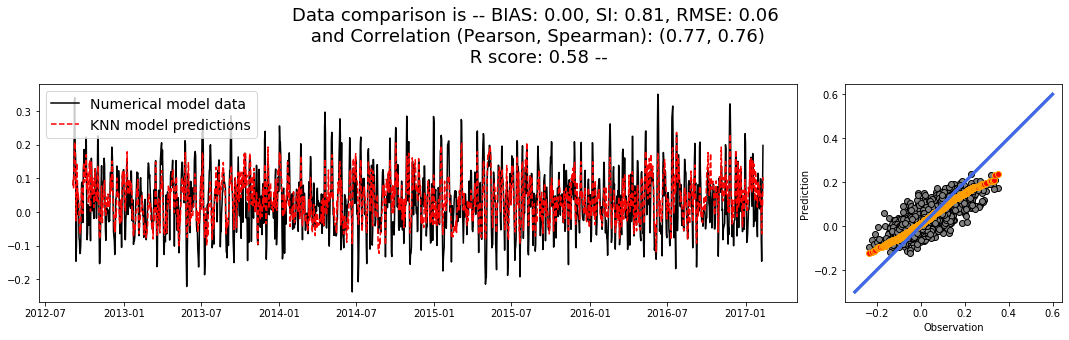 Data comparison is -- BIAS: 0.00, SI: 0.81, RMSE: 0.06
and Correlation (Pearson, Spearman): (0.77, 0.76)
R score: 0.58 --
Numerical model data
KNN model predictions
0.3
0.2
0.1
0.0
−0.1
−0.2
2012-07 2013-01 2013-07 2014-01 2014-07 2015-01 2015-07 2016-01 2016-07 2017-01
Prediction
0.6
0.4
0.2
0.0
−0.2
−0.2 0.0 0.2 0.4 0.6
Observation